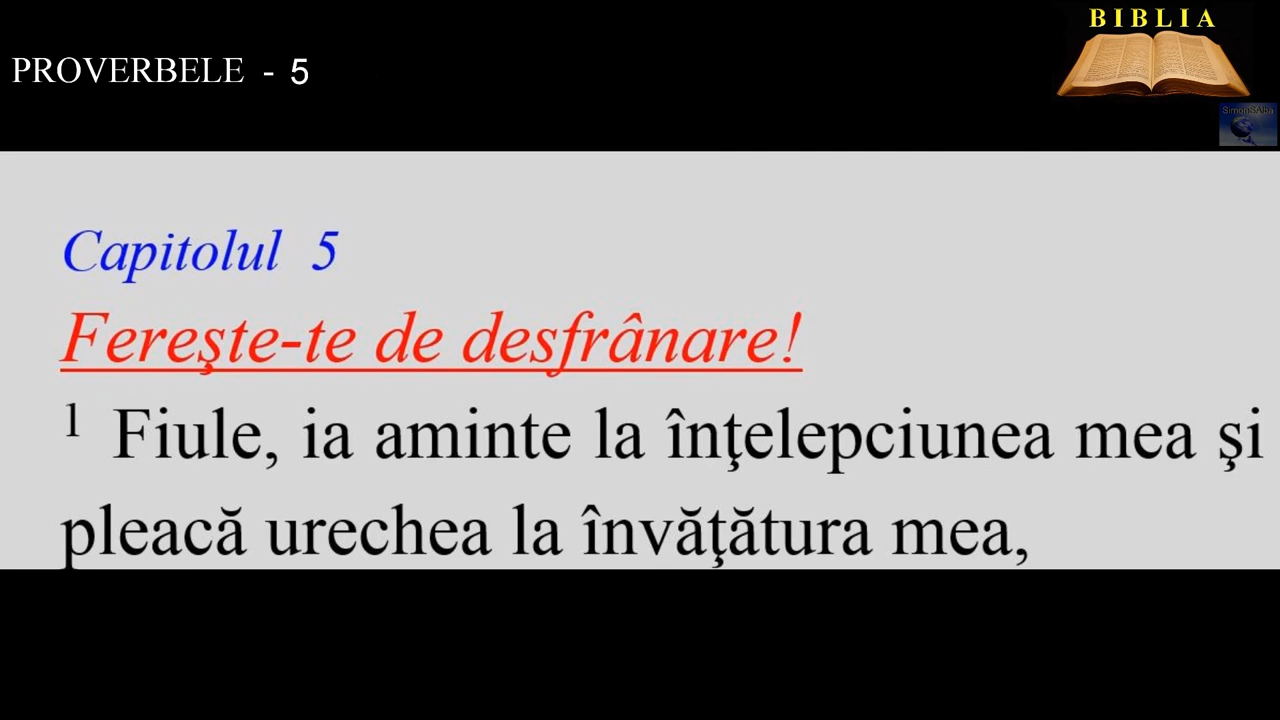 BIBLIA
PROVERBELE - 5
SimonSAba
Capitolul 5
Fereşte-te de desfrânare!
1 Fiule, ia aminte la înţelepciunea mea şi
pleacă urechea la învăţătura mea,